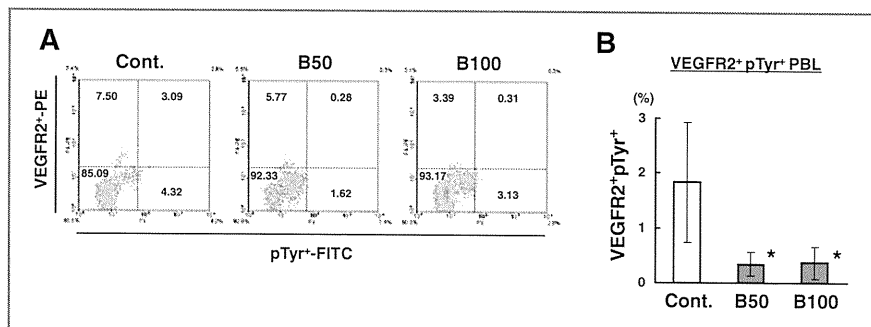 A
Cont.
B50
B100
VEGFR2⁺-PE
7.50 3.09
85.09
4.32
5.77 0.28
92.33
1.62
3.39 0.31
93.17
3.13
pTyr⁺-FITC
B
VEGFR2⁺ pTyr⁺ PBL
(%)
VEGFR2⁺pTyr⁺
3
2
1
0
*
*
Cont. B50 B100